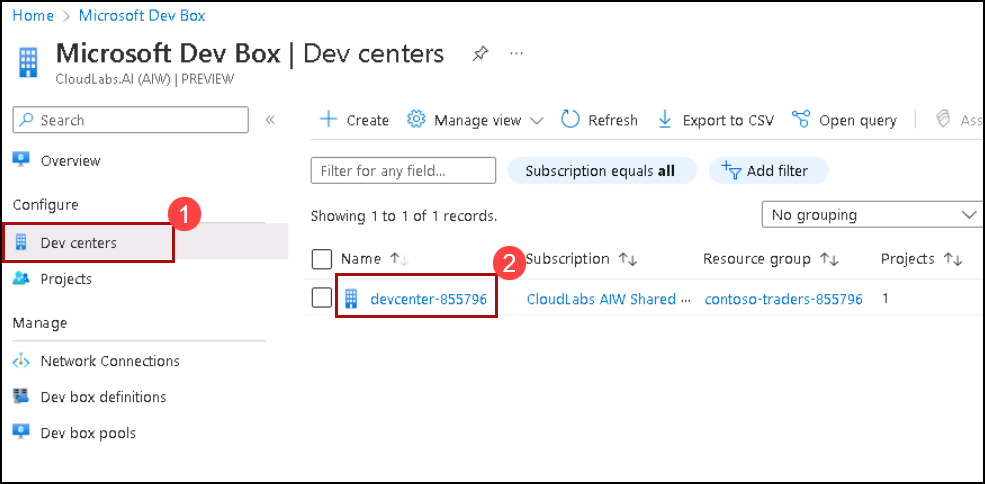 Home > Microsoft Dev Box
Microsoft Dev Box | Dev centers ...
CloudLabs.AI (AIW) | PREVIEW
Search «
Overview
Configure
1
Dev centers
Projects
Manage
Network Connections
Dev box definitions
Dev box pools
Create Manage view Refresh Export to CSV Open query Ass
Filter for any field... Subscription equals all Add filter
Showing 1 to 1 of 1 records. No grouping
Name 2 Subscription Resource group Projects
devcenter-855796 CloudLabs AIW Shared ... contoso-traders-855796 1